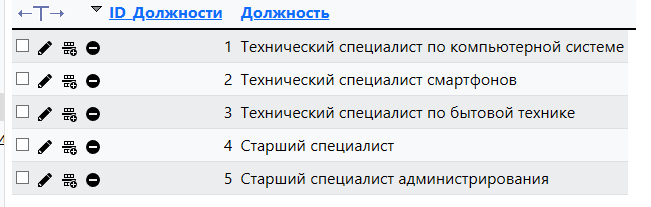 ID_Должности Должность
1 Технический специалист по компьютерной системе
2 Технический специалист смартфонов
3 Технический специалист по бытовой технике
4 Старший специалист
5 Старший специалист администрирования